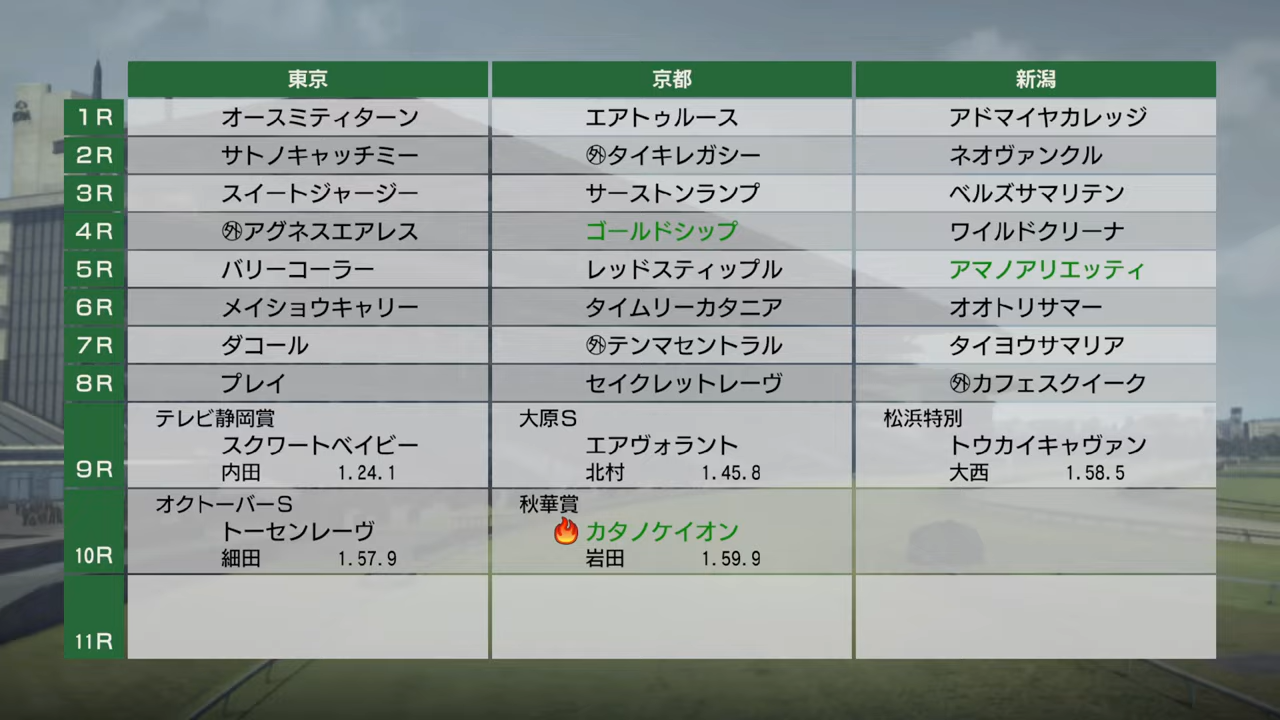 東京 京都 新潟
1R オースミティターン エアトゥルース アドマイヤカレッジ
2R サトノキャッチミー ㊕タイキレガシー ネオヴァンクル
3R スイートジャージー サーストンランプ ベルズサマリテン
4R 外アグネスエアレス ゴールドシップ ワイルドクリーナ
5R バリーコーラー レッドスティップル アマノアリエッティ
6R メイショウキャリー タイムリーカタニア オオトリサマー
7R ダコール 外テンマセントラル タイヨウサマリア
8R プレイ セイクレットレーヴ 外カフェスクイーク
テレビ静岡賞 大原S 松浜特別
スクワートベイビー エアヴォラント トウカイキャヴァン
9R 内田 1.24.1 北村 1.45.8 大西 1.58.5
オクトーバーS 秋華賞
トーセンレーヴ カタノケイオン
10R 細田 1.57.9 岩田 1.59.9
11R